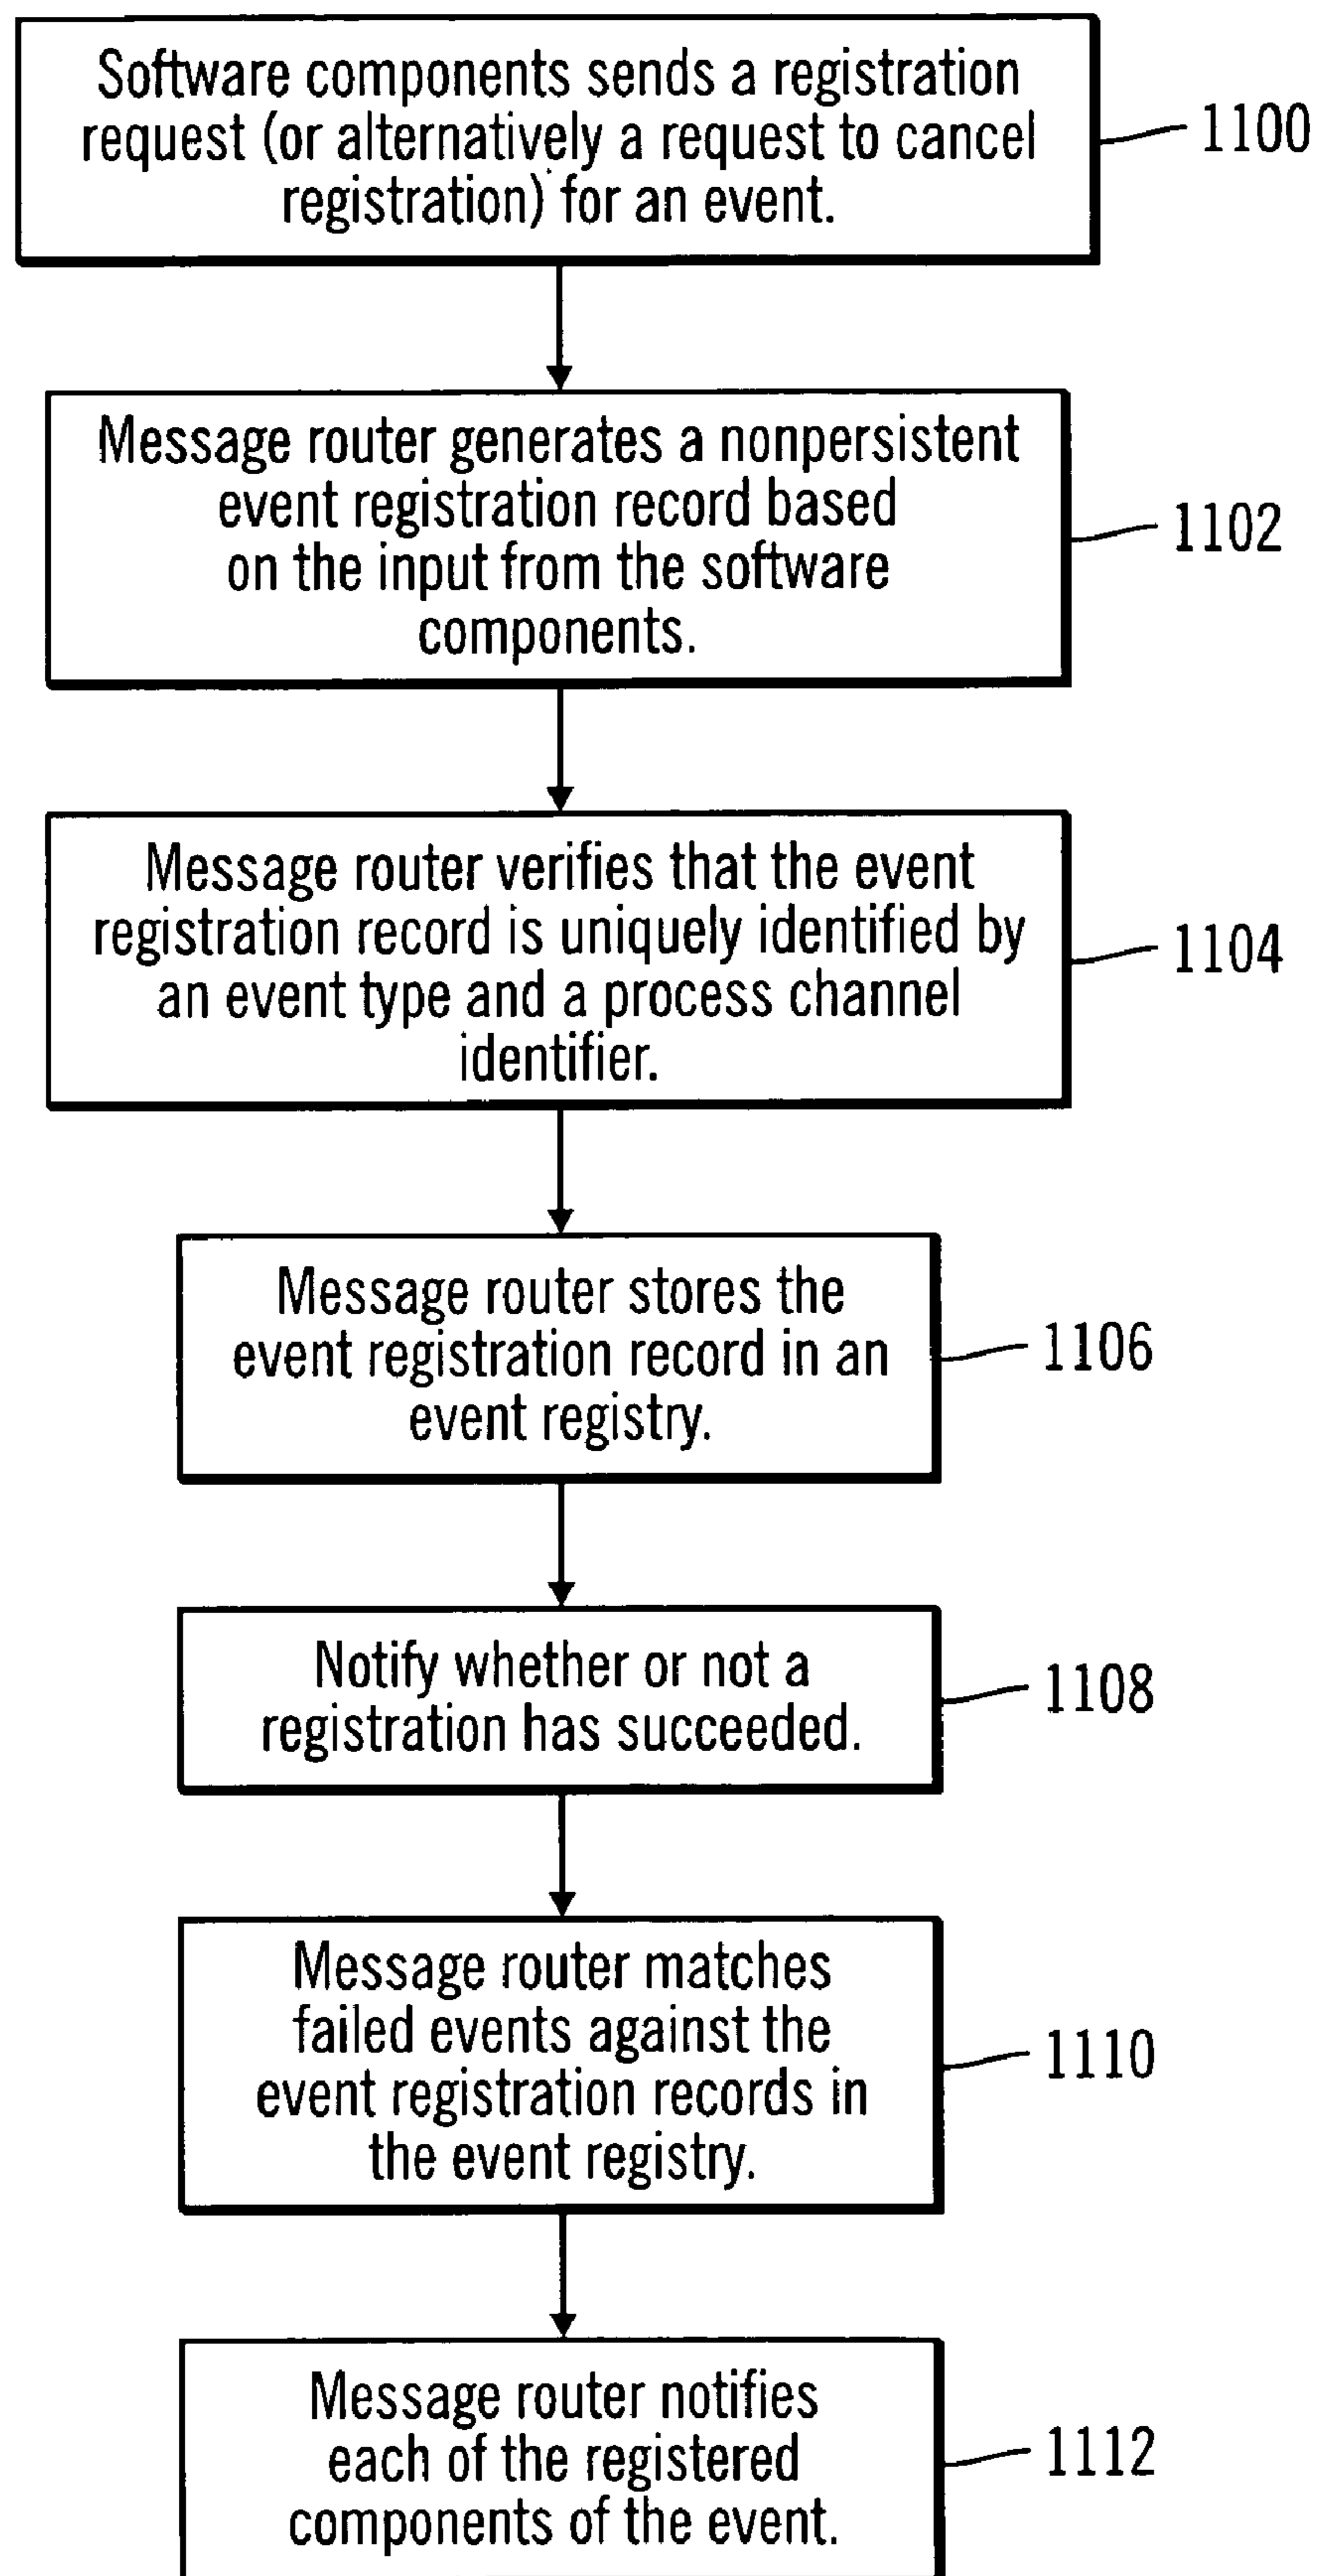 Software components sends a registration
request (or alternatively a request to cancel
registration) for an event.
1100
Message router generates a nonpersistent
event registration record based
on the input from the software
components.
1102
Message router verifies that the event
registration record is uniquely identified by
an event type and a process channel
identifier.
1104
Message router stores the
event registration record in an
event registry.
1106
Notify whether or not a
registration has succeeded.
1108
Message router matches
failed events against the
event registration records in
the event registry.
1110
Message router notifies
each of the registered
components of the event.
1112